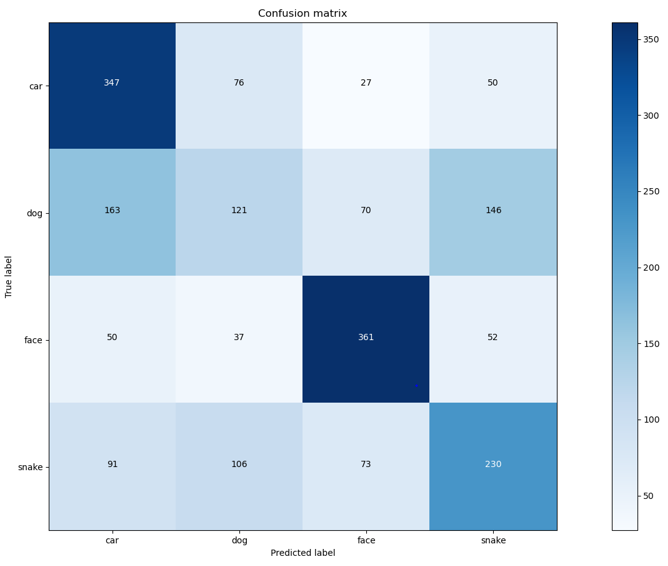 Confusion matrix
car 347 76 27 50
dog 163 121 70 146
face 50 37 361 52
snake 91 106 73 230
car dog face snake
Predicted label
True label
350
300
250
200
150
100
50